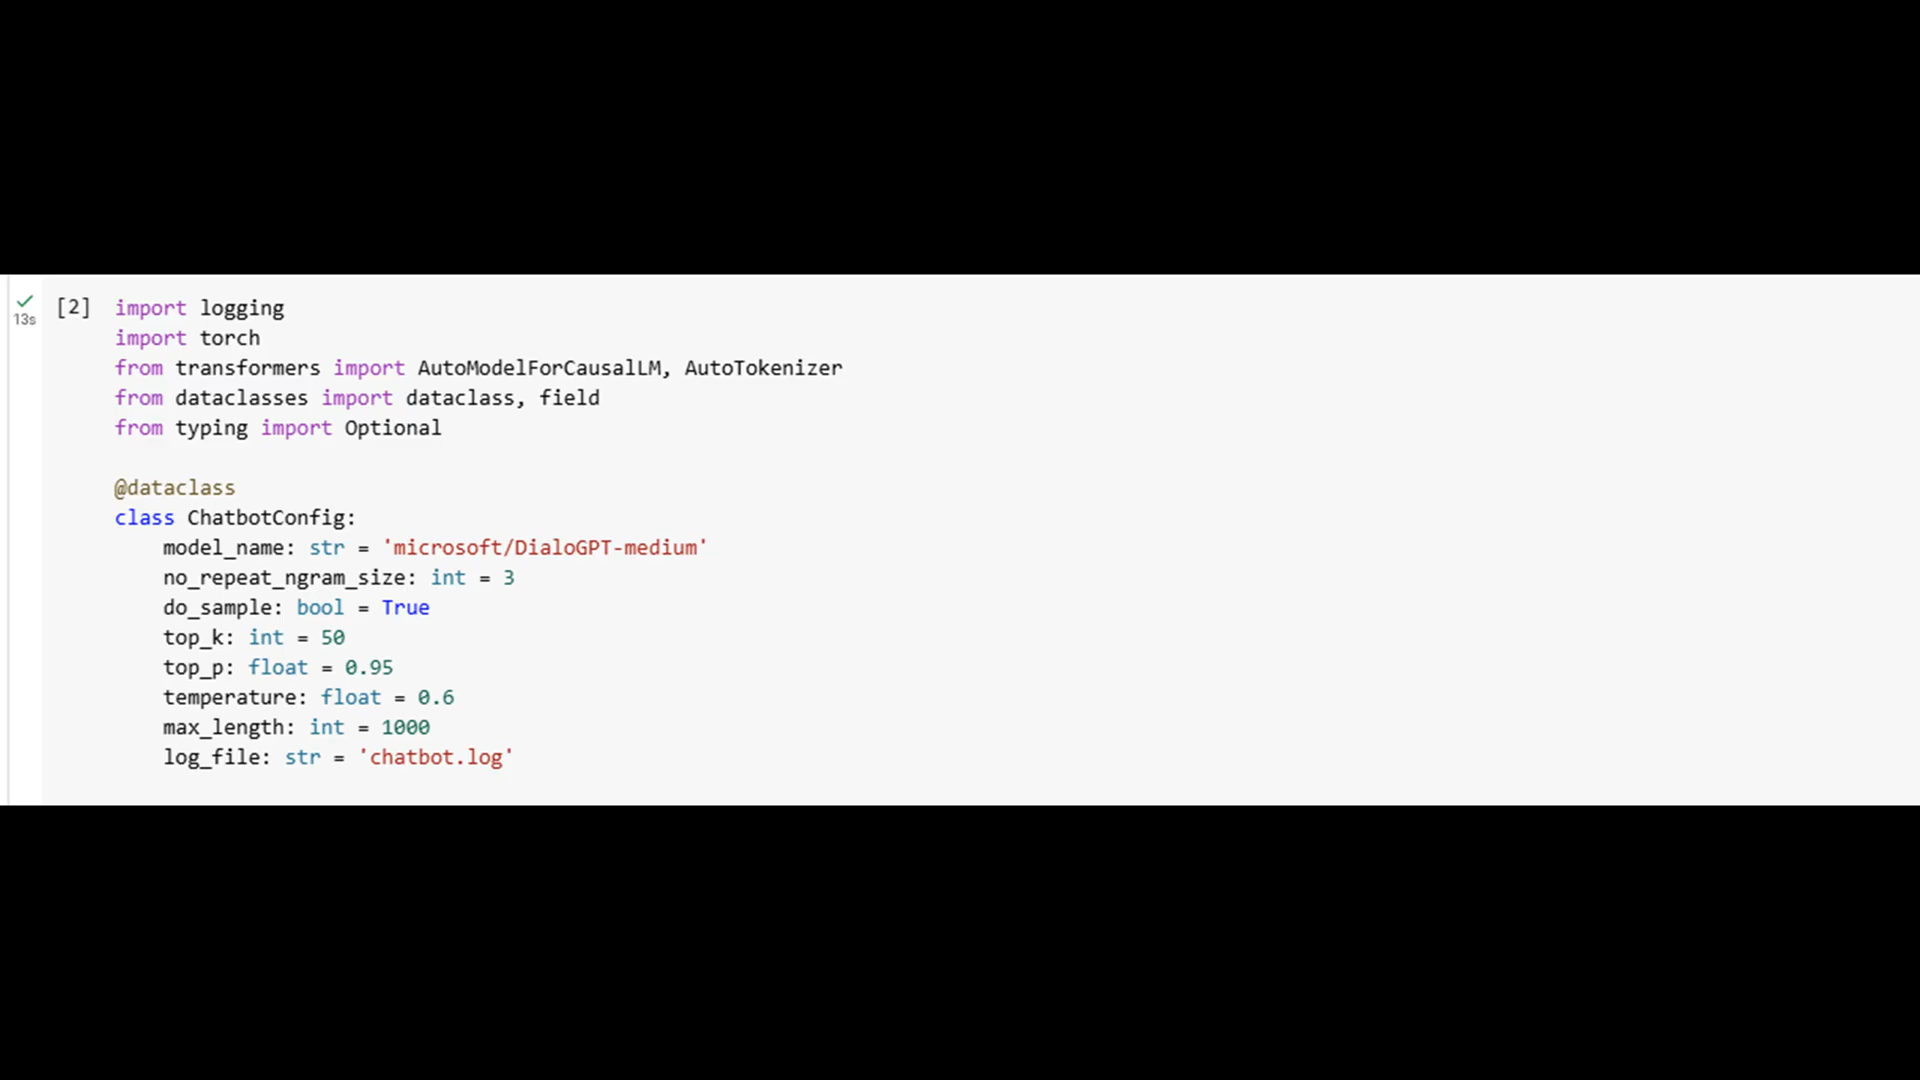 [2] import logging
13s
import torch
from transformers import AutoModelForCausalLM, AutoTokenizer
from dataclasses import dataclass, field
from typing import Optional
@dataclass
class ChatbotConfig:
model_name: str = 'microsoft/DialoGPT-medium'
no_repeat_ngram_size: int = 3
do_sample: bool = True
top_k: int = 50
top_p: float = 0.95
temperature: float = 0.6
max_length: int = 1000
log_file: str = 'chatbot.log'